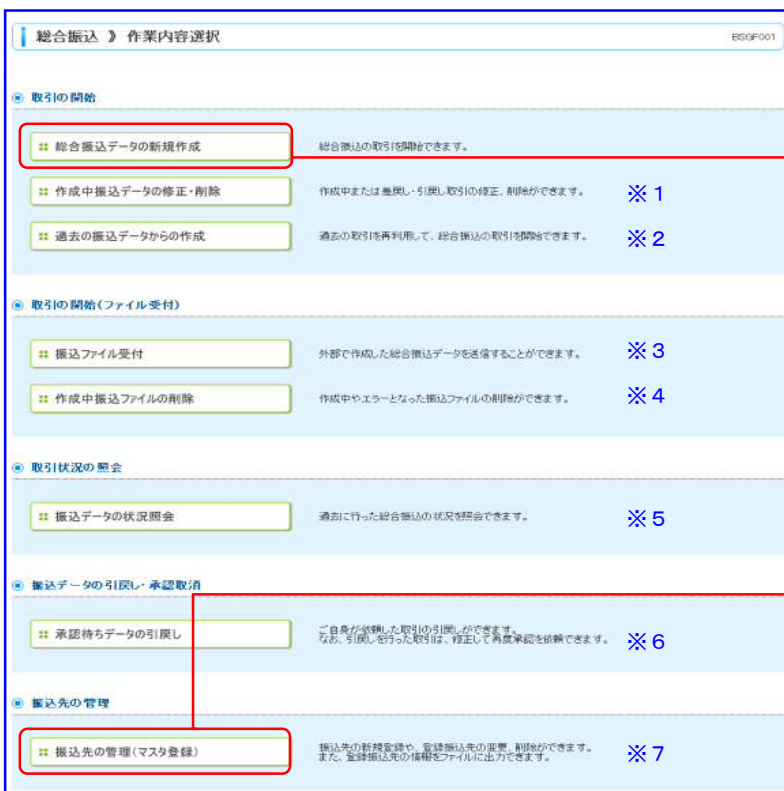 総合振込 》 作業内容選択
BSGF001
取引の開始
総合振込データの新規作成
総合振込の取引を開始できます。
作成中振込データの修正・削除
作成中または差戻し・引戻し取引の修正、削除ができます。
※1
過去の振込データからの作成
過去の取引を再利用して、総合振込の取引を開始できます。
※2
取引の開始(ファイル受付)
振込ファイル受付
外部で作成した総合振込データを送信することができます。
※3
作成中振込ファイルの削除
作成中やエラーとなった振込ファイルの削除ができます。
※4
取引状況の照会
振込データの状況照会
過去に行った総合振込の状況を照会できます。
※5
振込データの引戻し・承認取消
承認待ちデータの引戻し
ご自身が依頼した取引の引戻しができます。
なお、引戻しを行った取引は、修正して再度承認を依頼できます。
※6
振込先の管理
振込先の管理(マスタ登録)
振込先の新規登録や、登録振込先の変更、削除ができます。
また、登録振込先の情報をファイルに出力できます。
※7